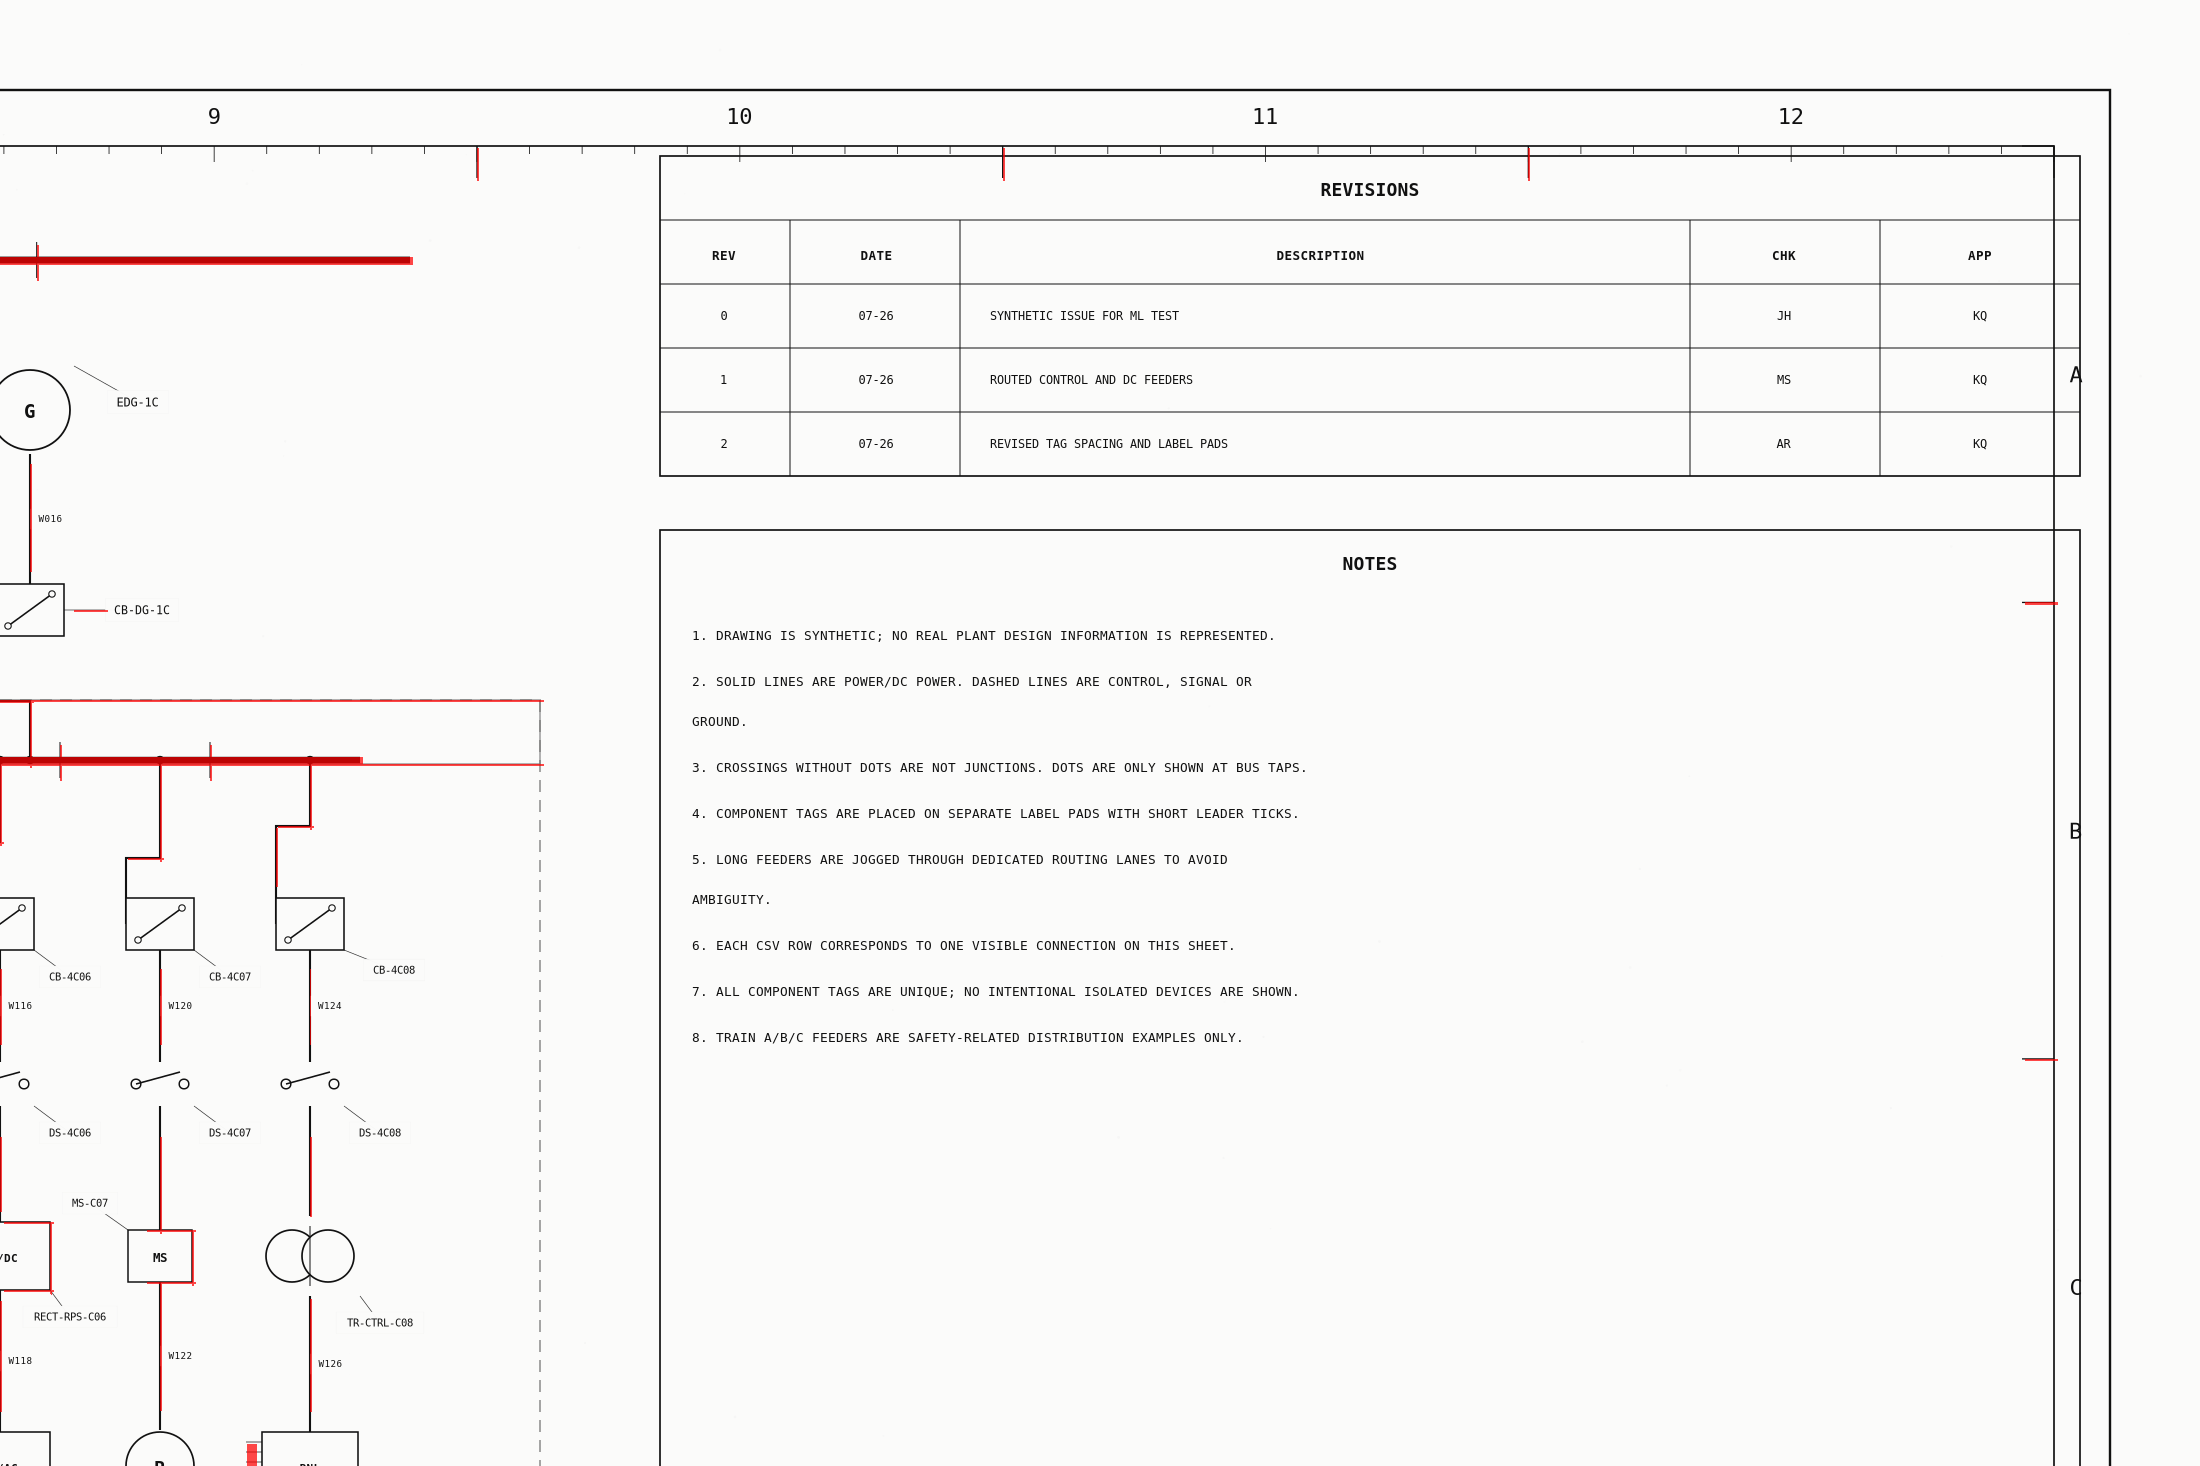 9 10 11 12
REVISIONS
REV DATE DESCRIPTION CHK APP
0 07-26 SYNTHETIC ISSUE FOR ML TEST JH KQ
1 07-26 ROUTED CONTROL AND DC FEEDERS MS KQ
2 07-26 REVISED TAG SPACING AND LABEL PADS AR KQ
A
G
EDG-1C
W016
CB-DG-1C
NOTES
1. DRAWING IS SYNTHETIC; NO REAL PLANT DESIGN INFORMATION IS REPRESENTED.
2. SOLID LINES ARE POWER/DC POWER. DASHED LINES ARE CONTROL, SIGNAL OR
GROUND.
3. CROSSINGS WITHOUT DOTS ARE NOT JUNCTIONS. DOTS ARE ONLY SHOWN AT BUS TAPS.
4. COMPONENT TAGS ARE PLACED ON SEPARATE LABEL PADS WITH SHORT LEADER TICKS.
5. LONG FEEDERS ARE JOGGED THROUGH DEDICATED ROUTING LANES TO AVOID
AMBIGUITY.
6. EACH CSV ROW CORRESPONDS TO ONE VISIBLE CONNECTION ON THIS SHEET.
7. ALL COMPONENT TAGS ARE UNIQUE; NO INTENTIONAL ISOLATED DEVICES ARE SHOWN.
8. TRAIN A/B/C FEEDERS ARE SAFETY-RELATED DISTRIBUTION EXAMPLES ONLY.
B
C
CB-4C06 CB-4C07 CB-4C08
W116 W120 W124
DS-4C06 DS-4C07 DS-4C08
MS-C07
/DC MS
RECT-RPS-C06 TR-CTRL-C08
W118 W122 W126